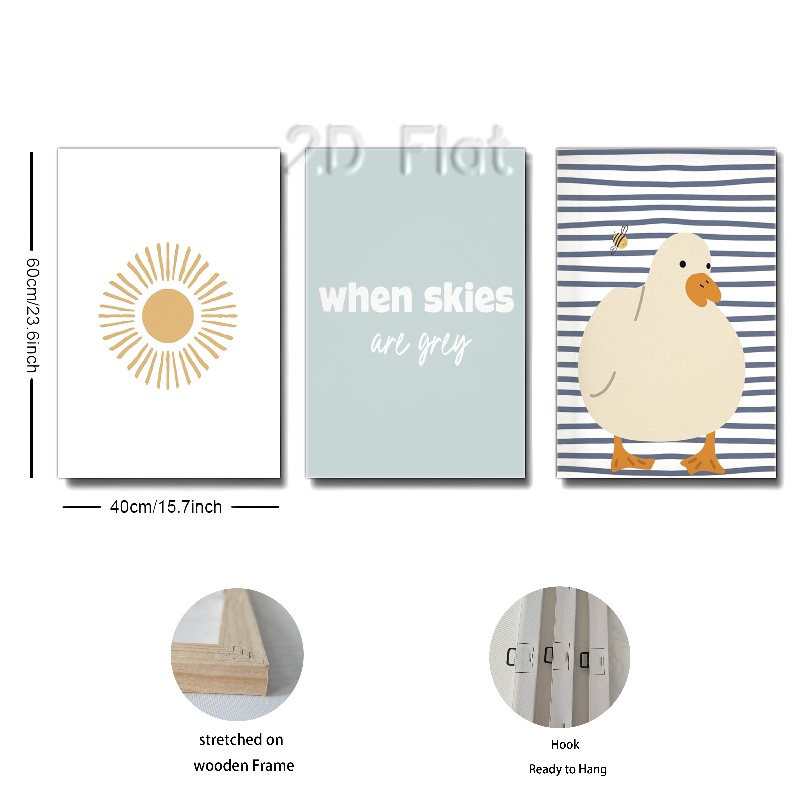 2D Flat
60cm/23.6inch
when skies
are grey
40cm/15.7inch
stretched on
wooden Frame
Hook
Ready to Hang